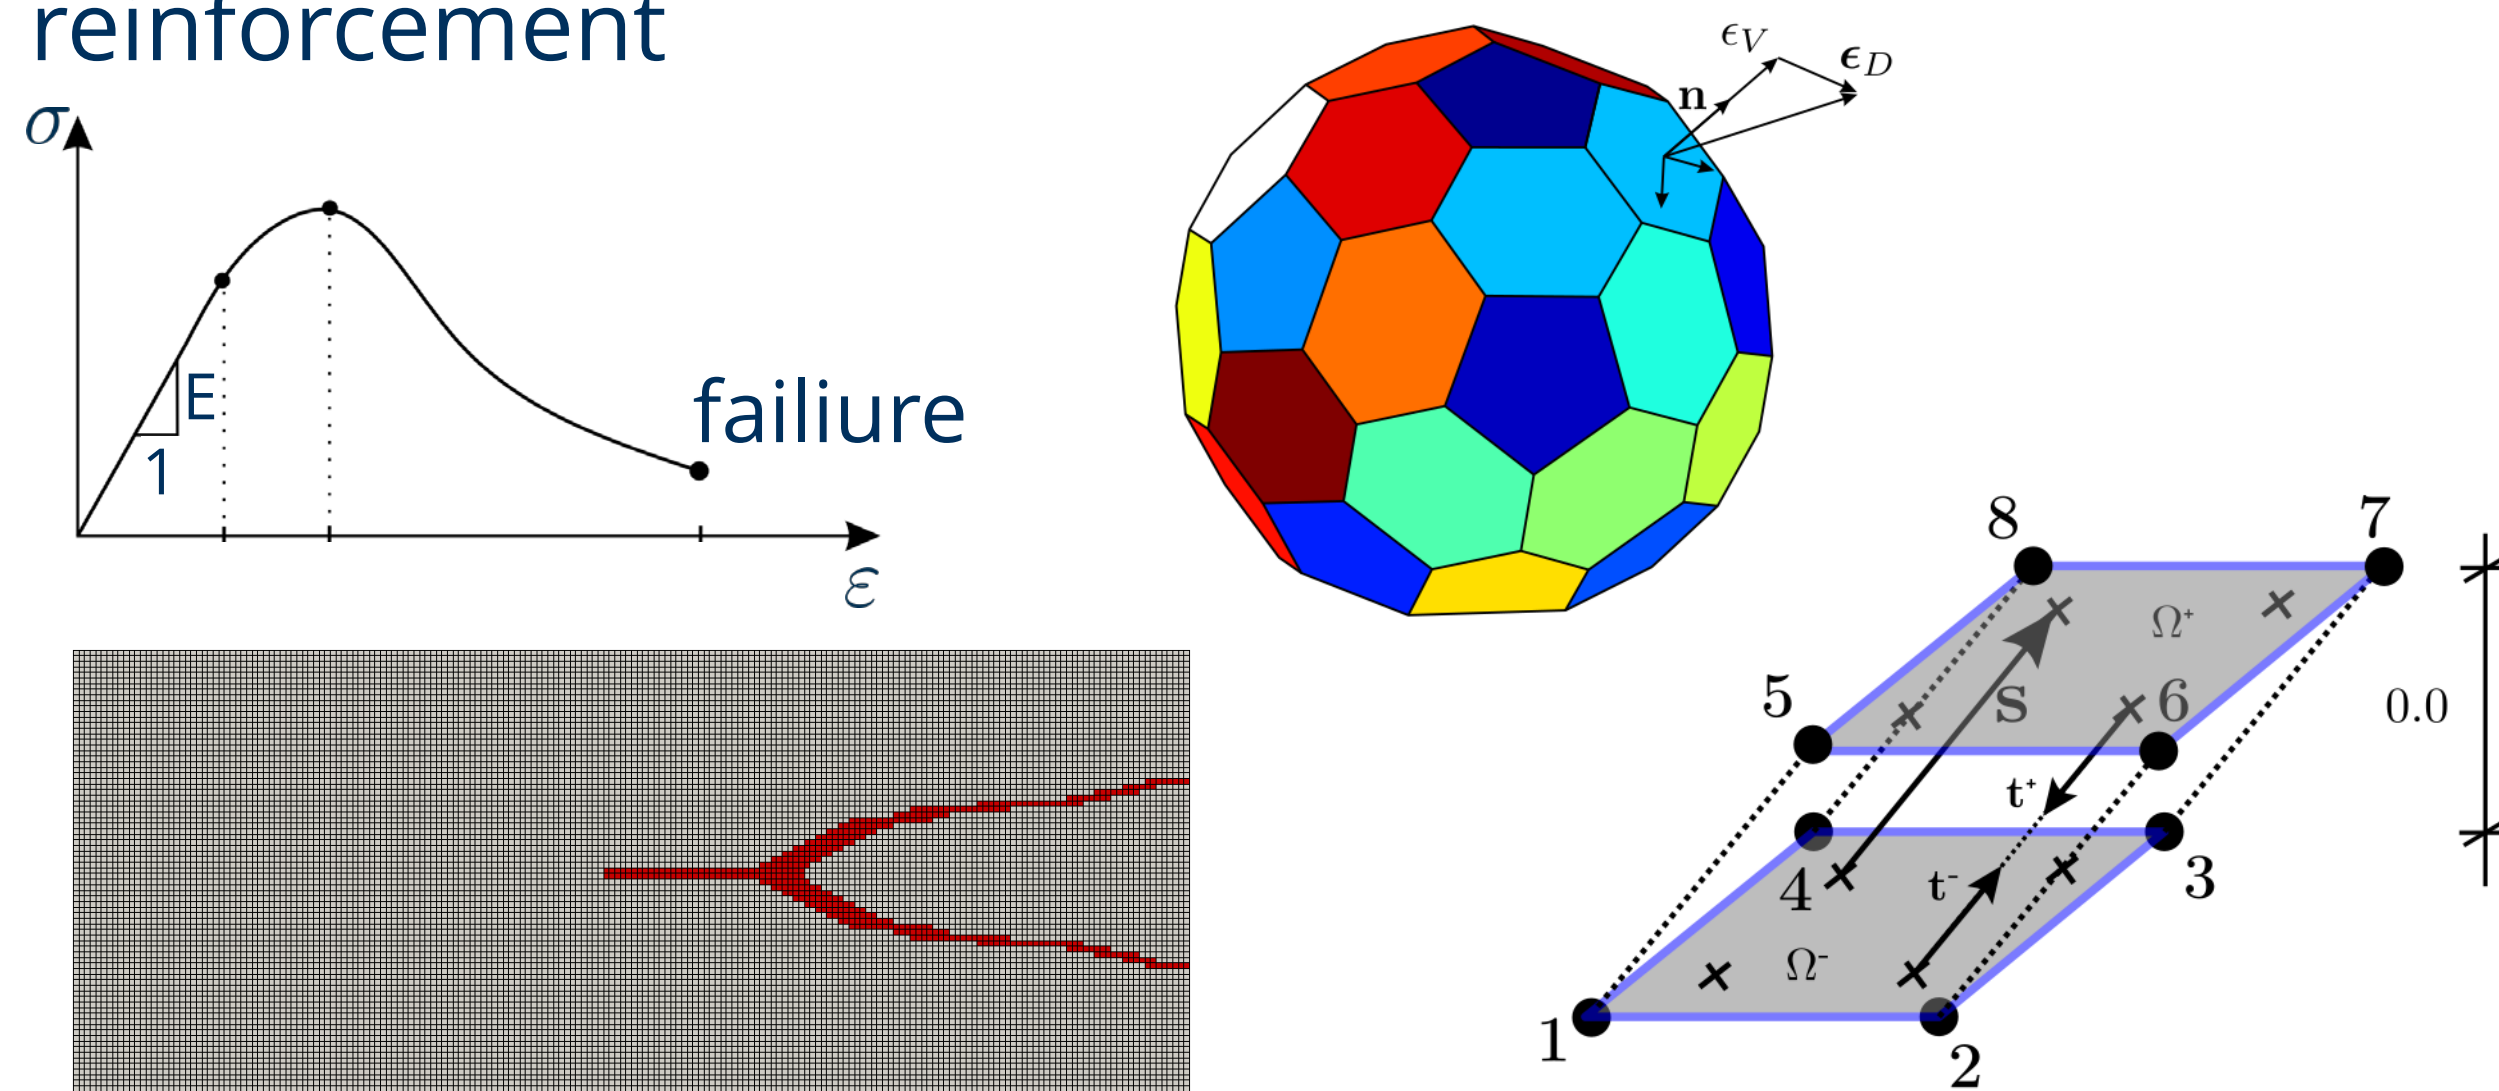 reinforcement
σ
E
1
failiure
ε
ϵV
ϵD
n
8
7
Ω+
5
S
6
0.0
t+
4
t-
3
Ω-
1
2